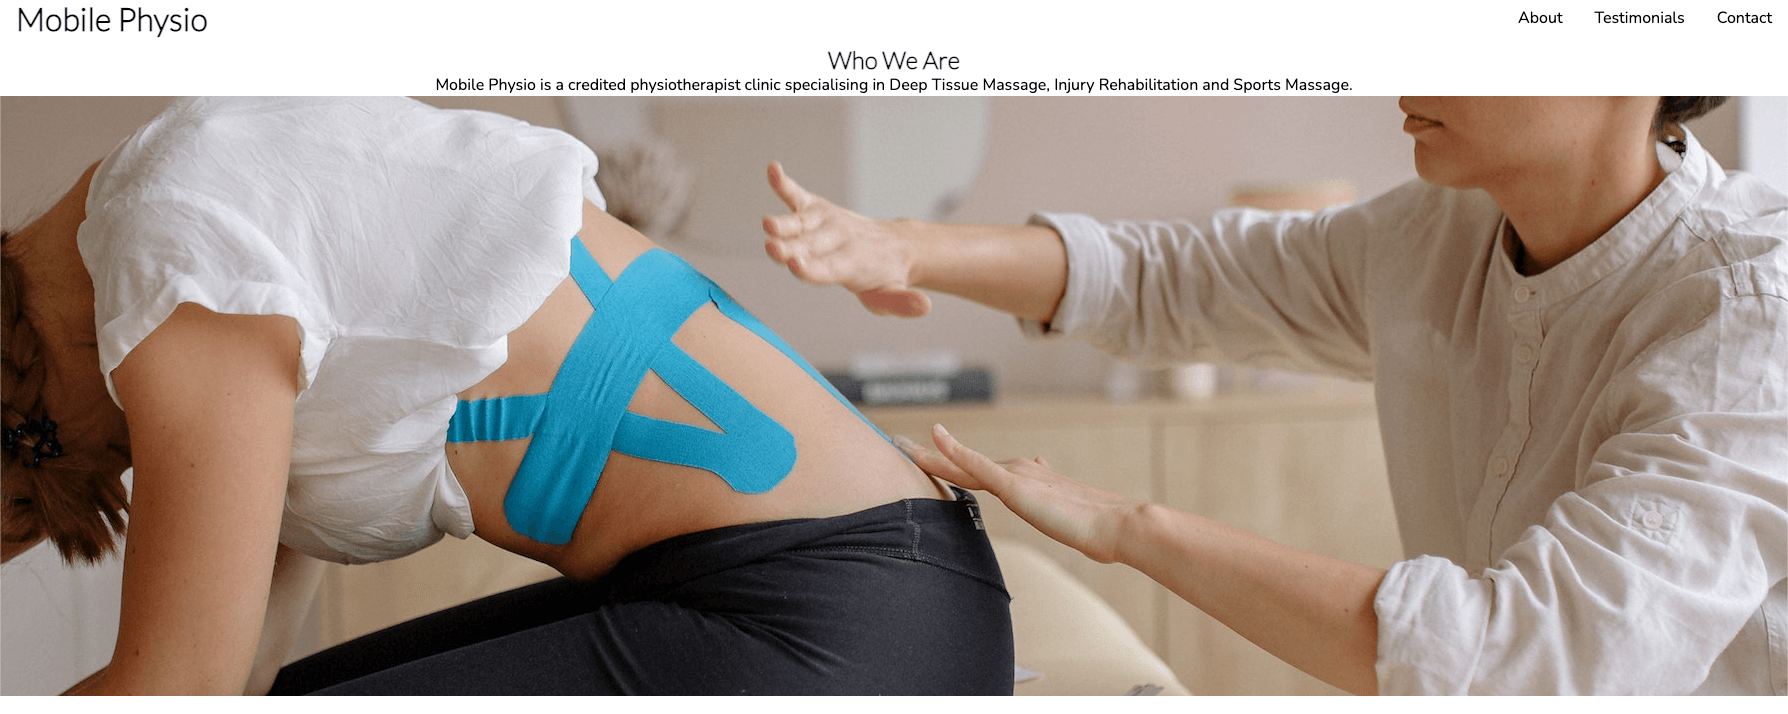 Mobile Physio
About Testimonials Contact
Who We Are
Mobile Physio is a credited physiotherapist clinic specialising in Deep Tissue Massage, Injury Rehabilitation and Sports Massage.